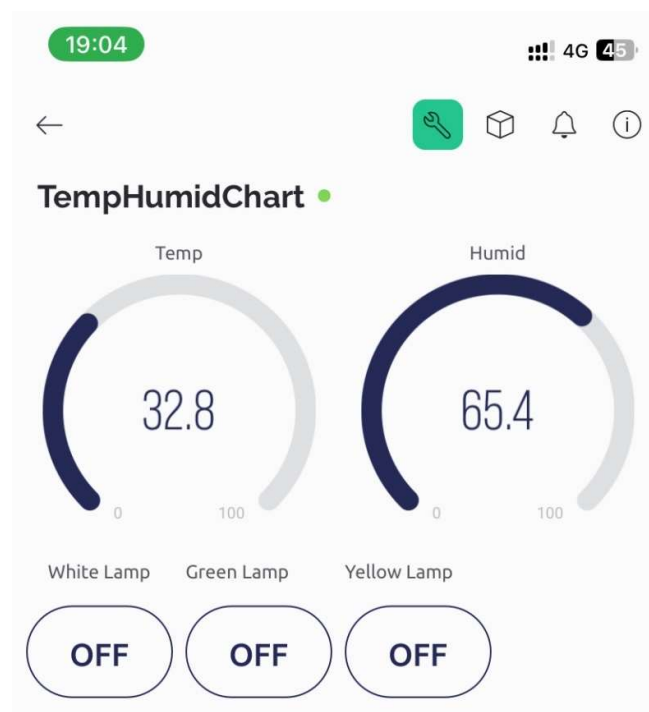 19:04 4G 45
TempHumidChart
Temp Humid
32.8 65.4
0 100 0 100
White Lamp Green Lamp Yellow Lamp
OFF OFF OFF